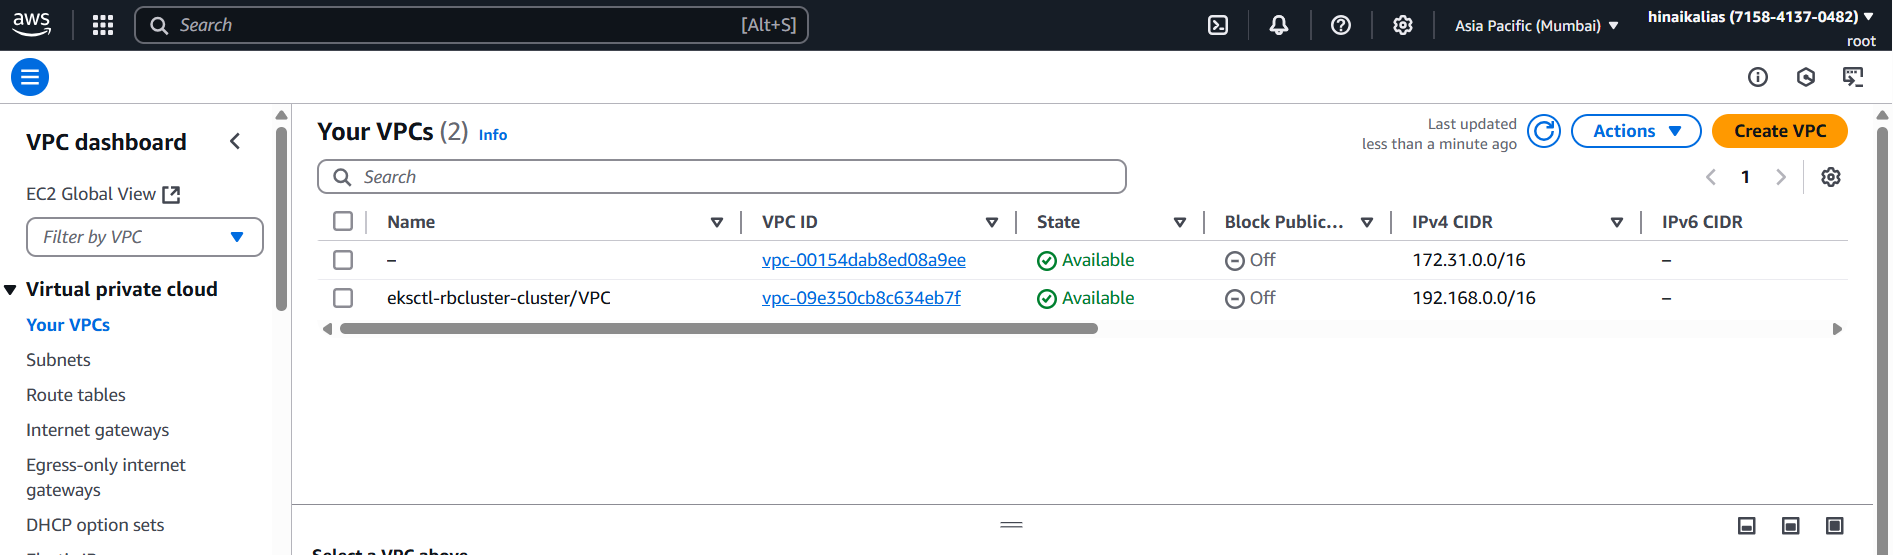 aws
Search [Alt+S]
Asia Pacific (Mumbai)
hinaikalias (7158-4137-0482)
root
VPC dashboard
EC2 Global View
Filter by VPC
Virtual private cloud
Your VPCs
Subnets
Route tables
Internet gateways
Egress-only internet
gateways
DHCP option sets
Your VPCs (2) Info
Last updated
less than a minute ago
Actions
Create VPC
Search
1
Name VPC ID State Block Public... IPv4 CIDR IPv6 CIDR
– vpc-00154dab8ed08a9ee Available Off 172.31.0.0/16 –
eksctl-rbcluster-cluster/VPC vpc-09e350cb8c634eb7f Available Off 192.168.0.0/16 –
Select a VPC above